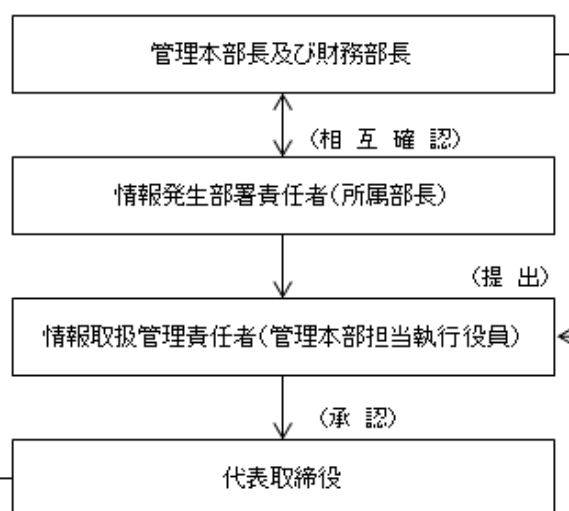 管理本部長及び財務部長
(相 互 確 認)
情報発生部署責任者(所属部長)
(提 出)
情報取扱管理責任者(管理本部担当執行役員)
(承 認)
代表取締役